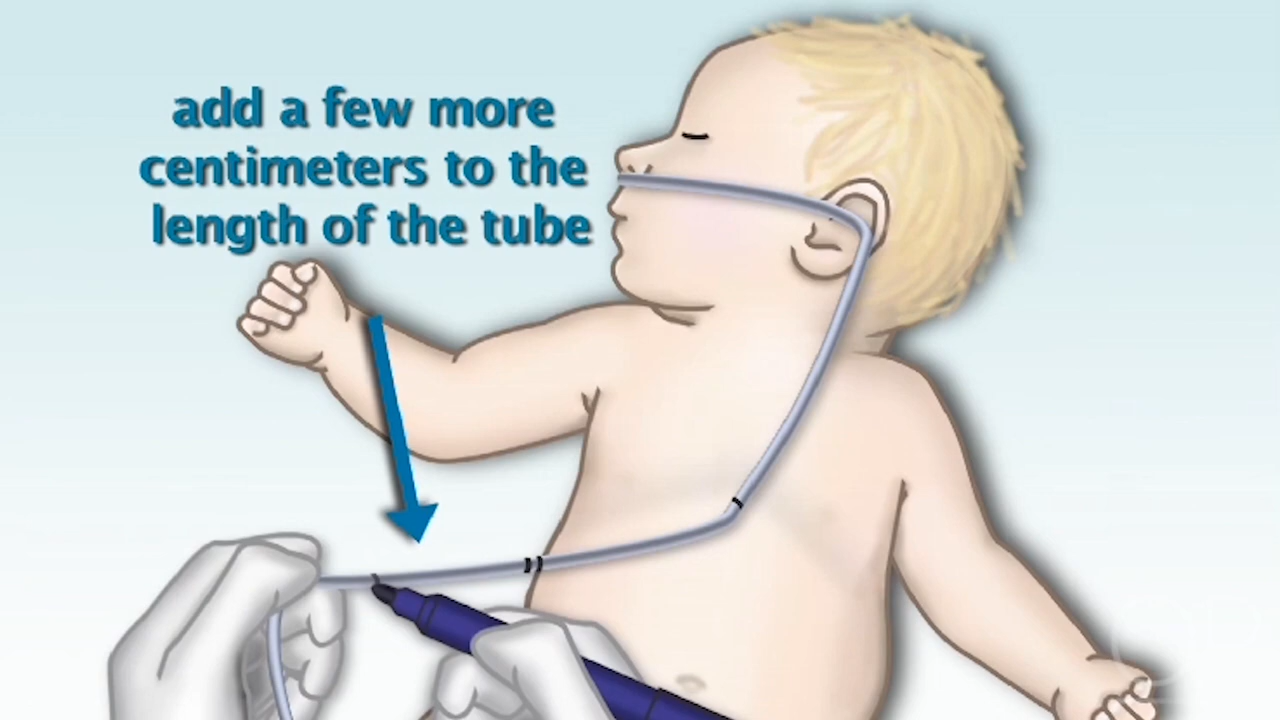 add a few more
centimeters to the
length of the tube